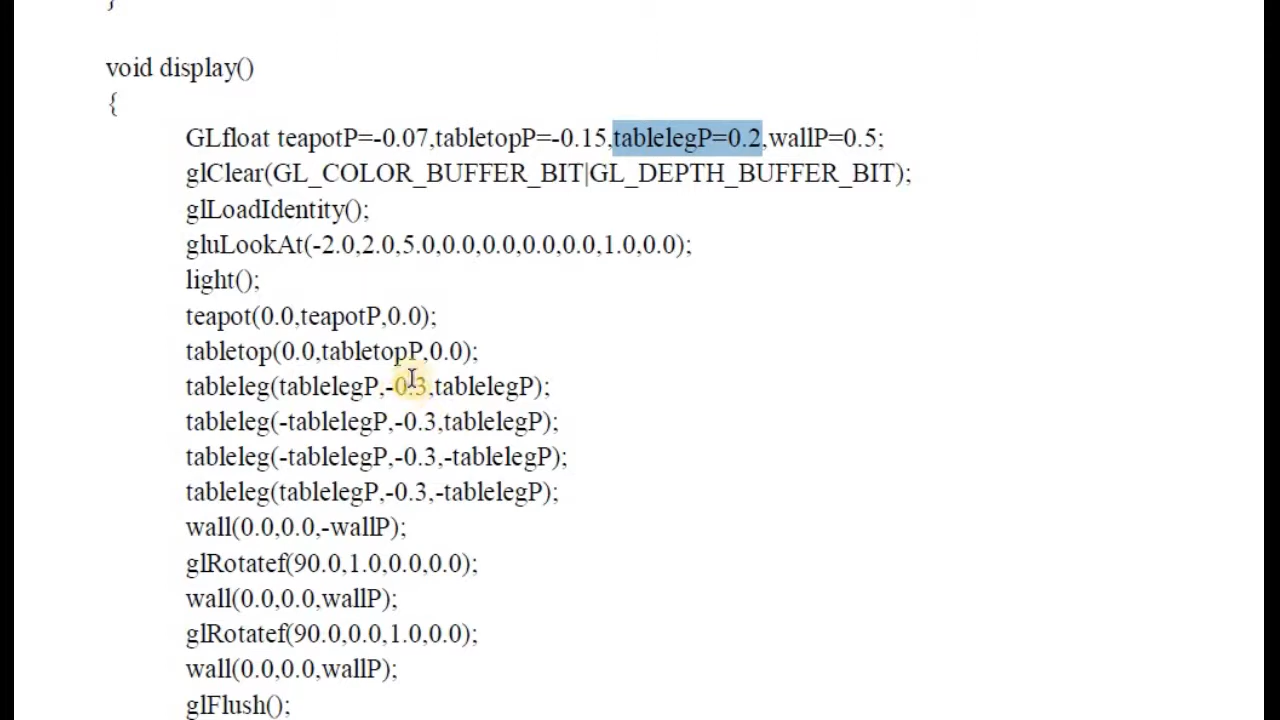 }
void display()
{
GLfloat teapotP=-0.07,tabletopP=-0.15,tablelegP=0.2,wallP=0.5;
glClear(GL_COLOR_BUFFER_BIT|GL_DEPTH_BUFFER_BIT);
glLoadIdentity();
gluLookAt(-2.0,2.0,5.0,0.0,0.0,0.0,0.0,1.0,0.0);
light();
teapot(0.0,teapotP,0.0);
tabletop(0.0,tabletopP,0.0);
tableleg(tablelegP,-0.3,tablelegP);
tableleg(-tablelegP,-0.3,tablelegP);
tableleg(-tablelegP,-0.3,-tablelegP);
tableleg(tablelegP,-0.3,-tablelegP);
wall(0.0,0.0,-wallP);
glRotatef(90.0,1.0,0.0,0.0);
wall(0.0,0.0,wallP);
glRotatef(90.0,0.0,1.0,0.0);
wall(0.0,0.0,wallP);
glFlush();